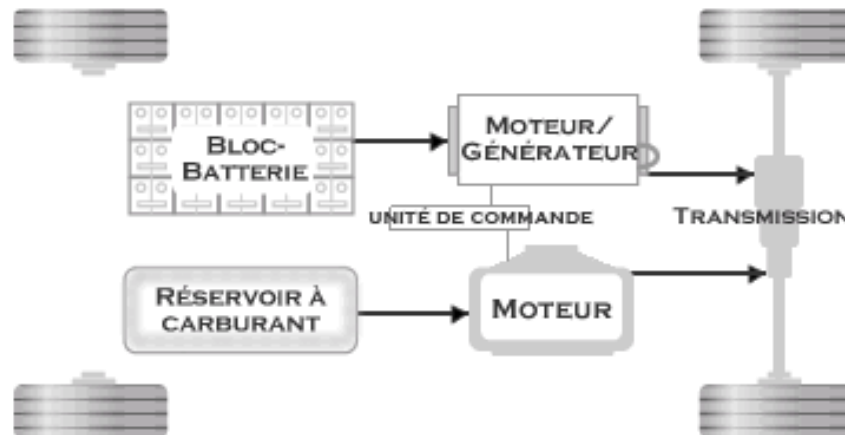 BLOC-
BATTERIE
MOTEUR/
GÉNÉRATEUR
UNITÉ DE COMMANDE
TRANSMISSION
RÉSERVOIR À
CARBURANT
MOTEUR